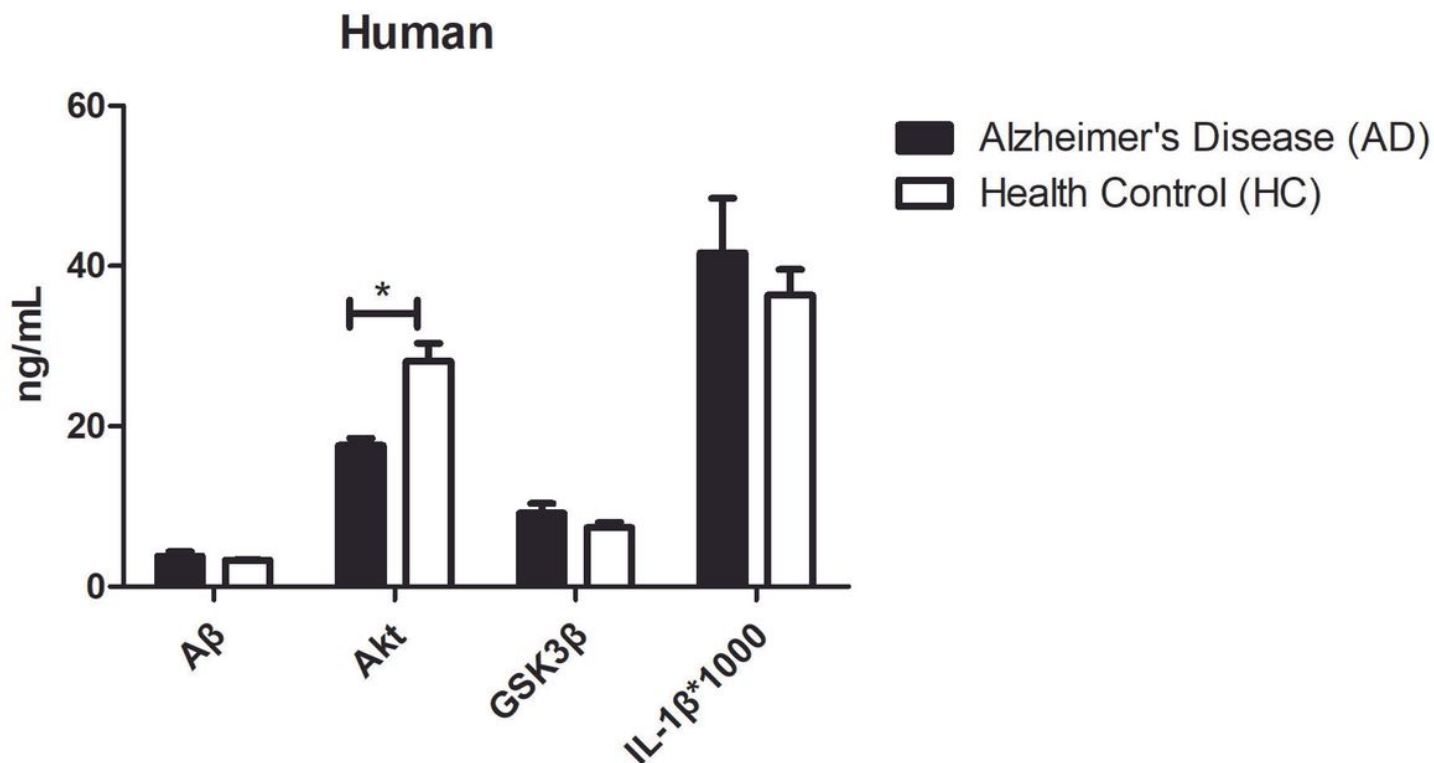 Human
60
40
20
0
ng/mL
*
Aβ
Akt
GSK3β
IL-1β*1000
Alzheimer's Disease (AD)
Health Control (HC)